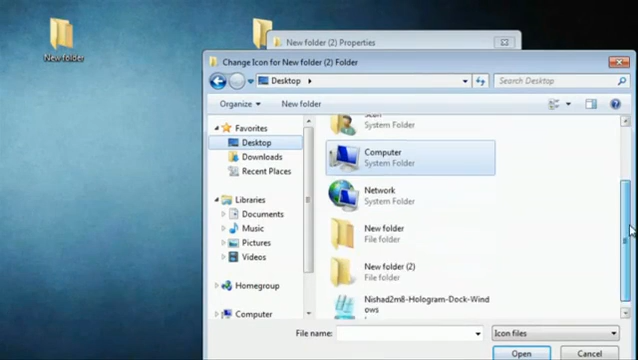 New folder
New folder (2) Properties
Change Icon for New folder (2) Folder
Desktop
Search Desktop
Organize
New folder
Favorites
Desktop
Downloads
Recent Places
Libraries
Documents
Music
Pictures
Videos
Homegroup
Computer
System Folder
Computer
System Folder
Network
System Folder
New folder
File folder
New folder (2)
File folder
Nishad2m8-Hologram-Dock-Wind
ows
File name:
Icon files
Open
Cancel